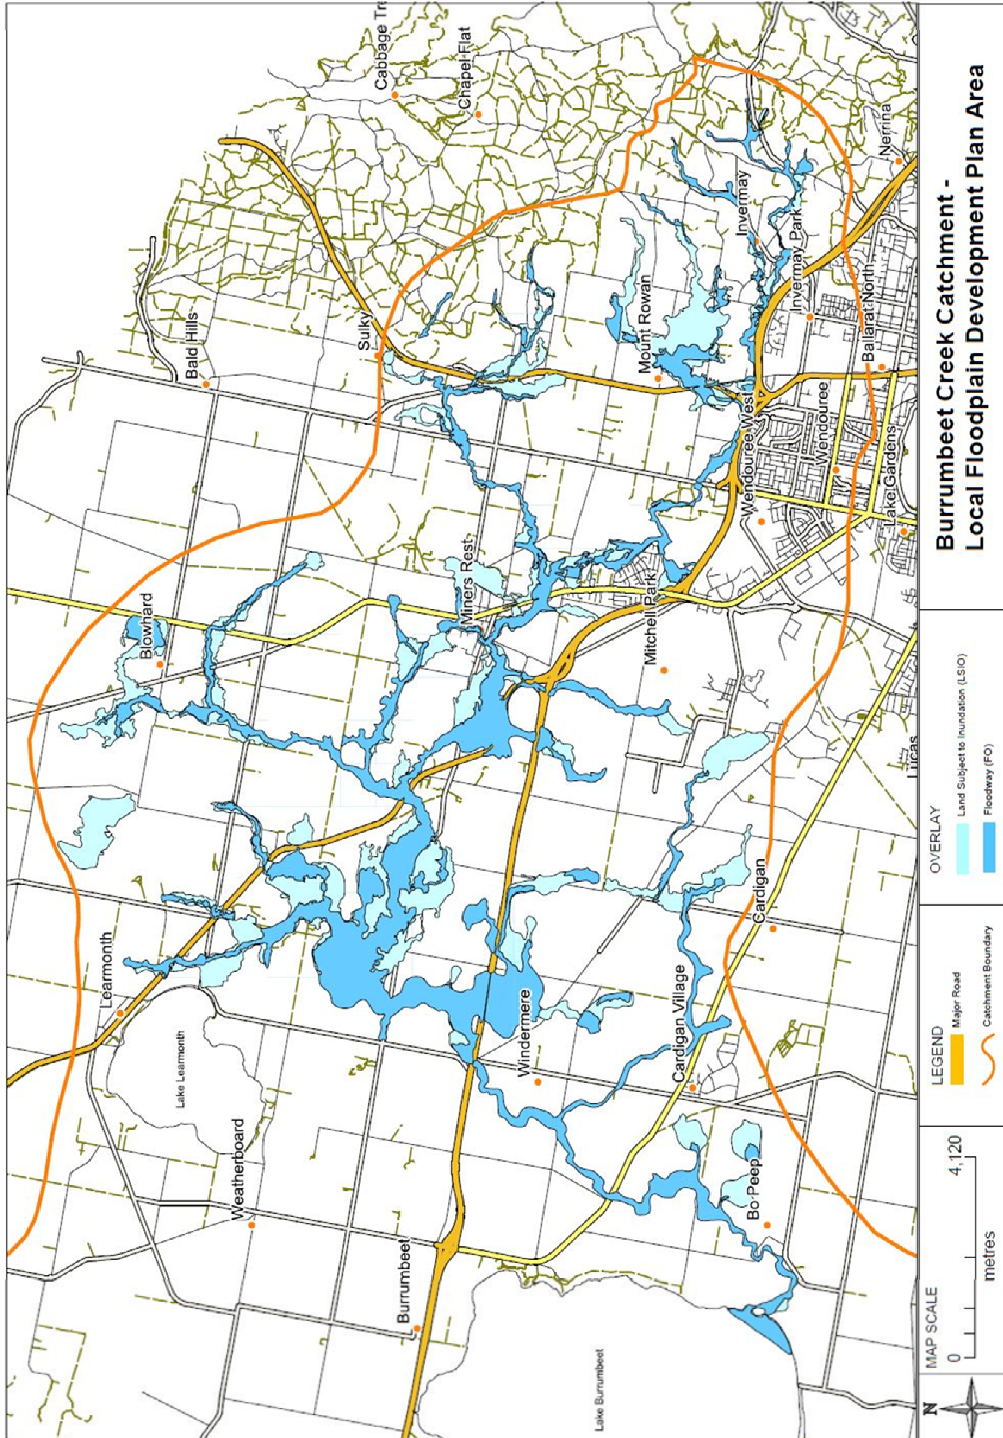 Burrumbeet Creek Catchment -
Local Floodplain Development Plan Area
Cabbage Tre
Chapel Flat
Nerrina
Invermay
Invermay Park
Bald Hills
Sulky
Mount Rowan
Ballarat North
Wendouree West
Wendouree
Lake Gardens
Miners Rest
Mitchell Park
Blowhard
Lucas
Cardigan
Learmonth
Lake Learmonth
Windermere
Cardigan Village
Weatherboard
Bo Peep
Burrumbeet
Lake Burrumbeet
N
MAP SCALE
0
4,120
metres
LEGEND
Major Road
Catchment Boundary
OVERLAY
Land Subject to Inundation (LSIO)
Floodway (FO)